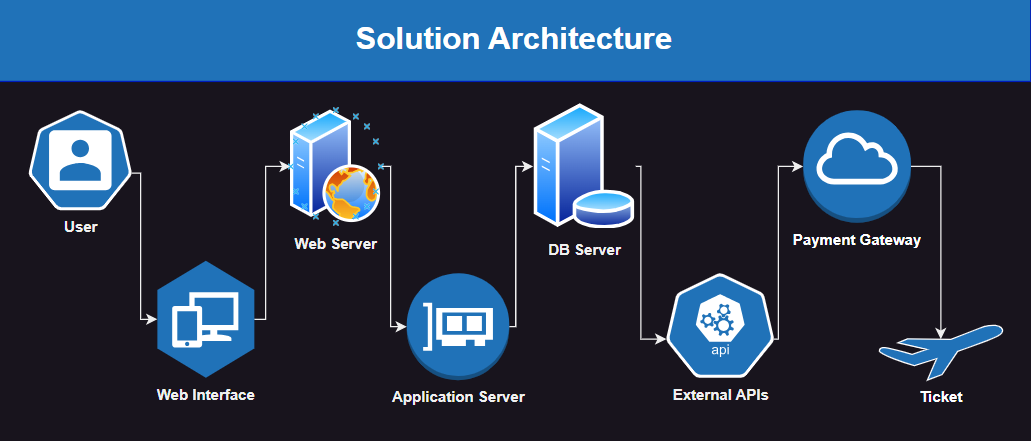 Solution Architecture
User
Web Server
DB Server
Payment Gateway
api
Web Interface
Application Server
External APIs
Ticket